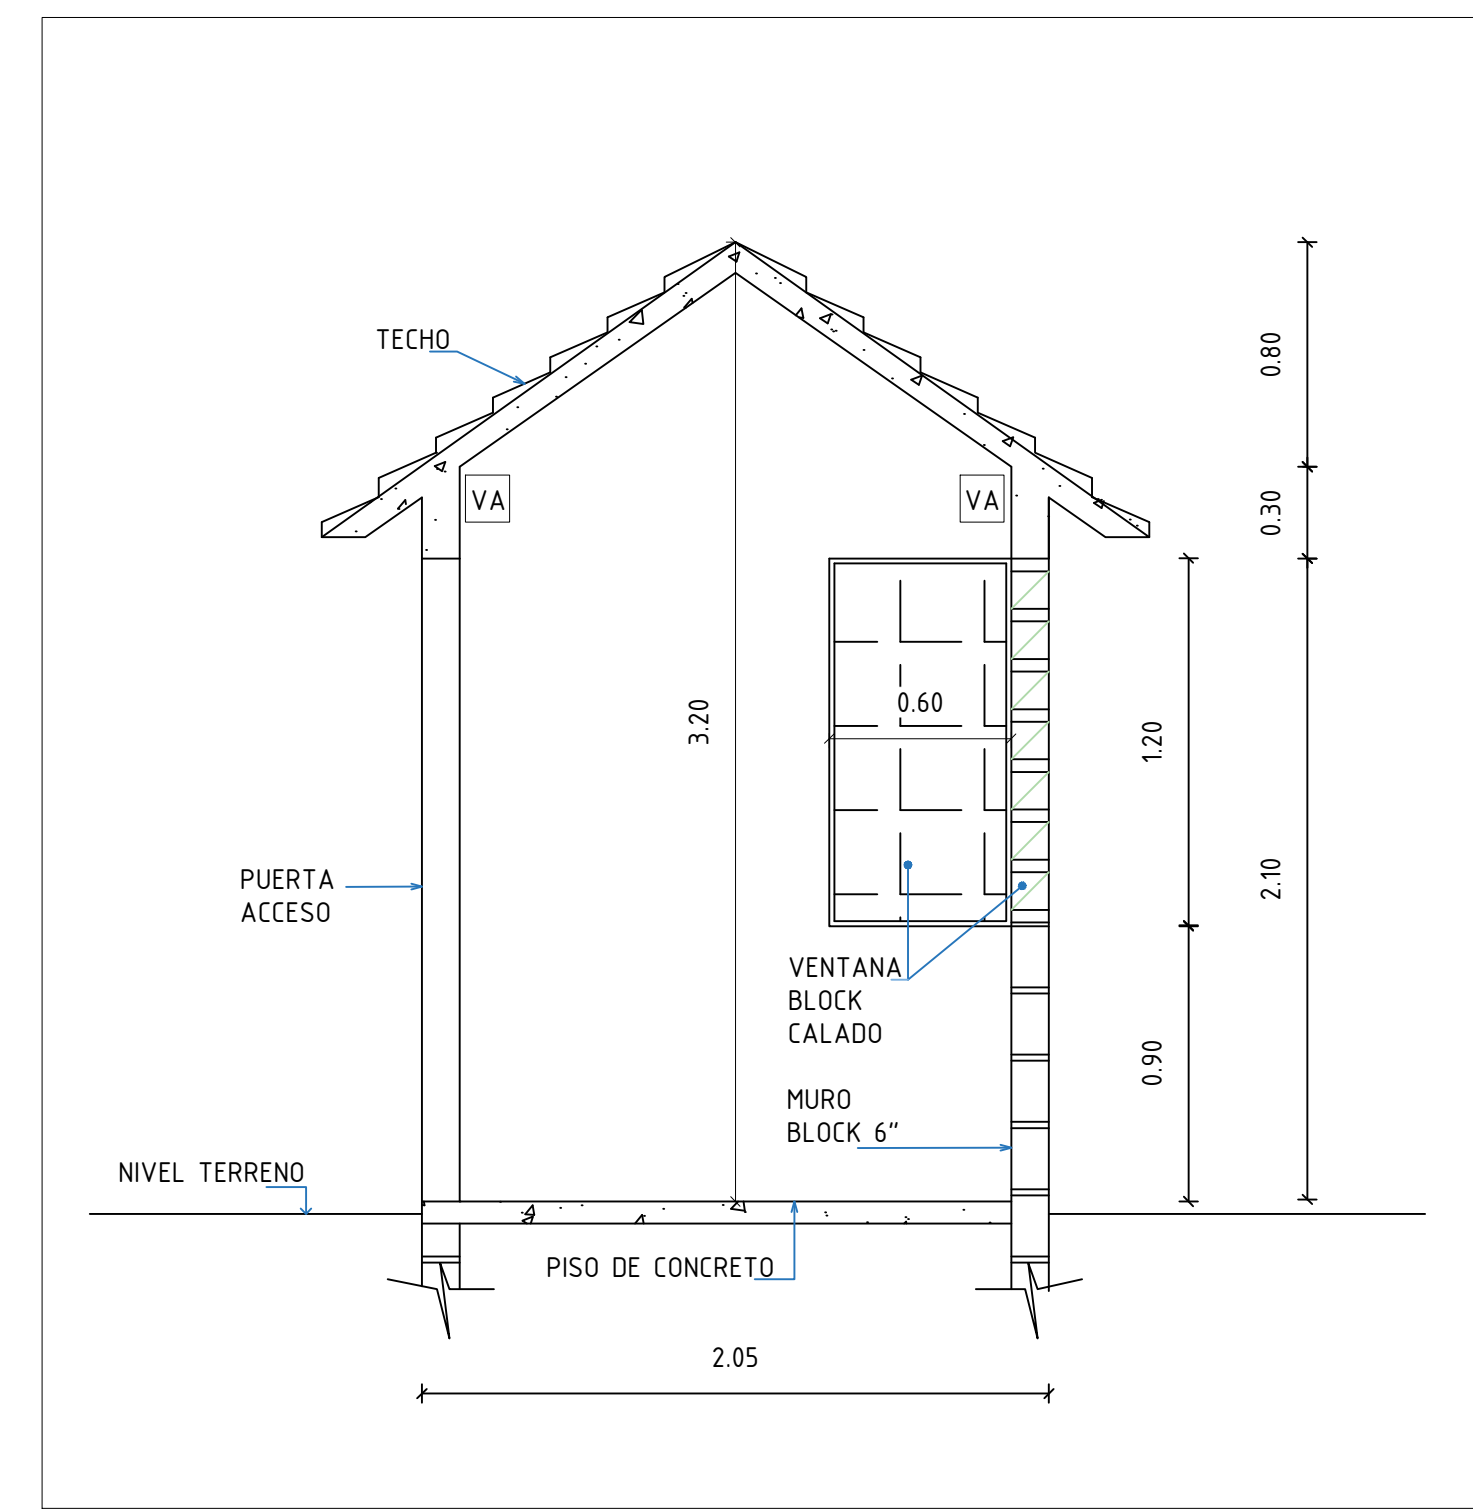 TECHO
0.80
VA
VA
0.30
3.20
0.60
1.20
2.10
PUERTA
ACCESO
VENTANA
BLOCK
CALADO
0.90
MURO
BLOCK 6"
NIVEL TERRENO
PISO DE CONCRETO
2.05